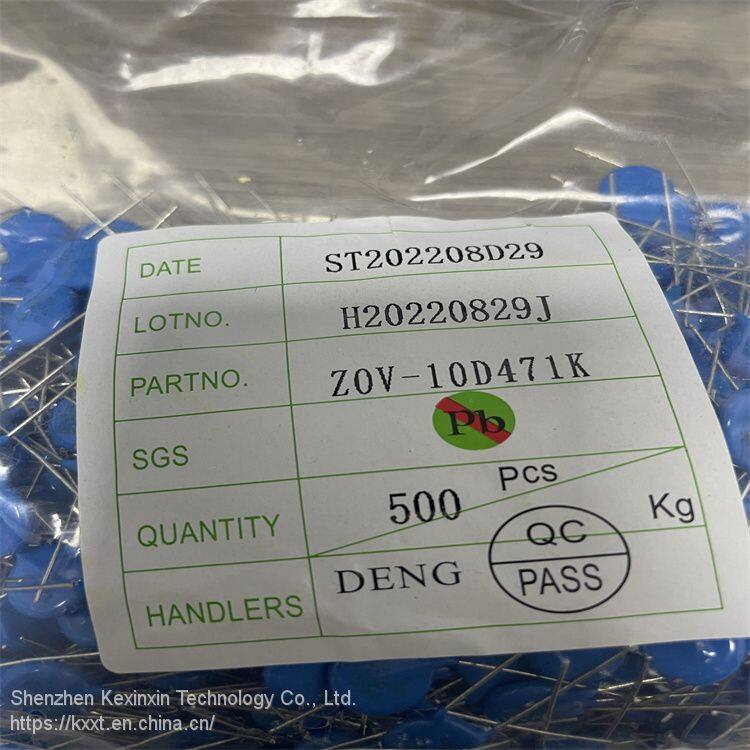 DATE ST202208D29
LOTNO. H20220829J
PARTNO. ZOV-10D471K
SGS Pb
QUANTITY 500 PCS Kg
HANDLERS DENG QC PASS
Shenzhen Kexinxin Technology Co., Ltd.
https://kxxt.en.china.cn/